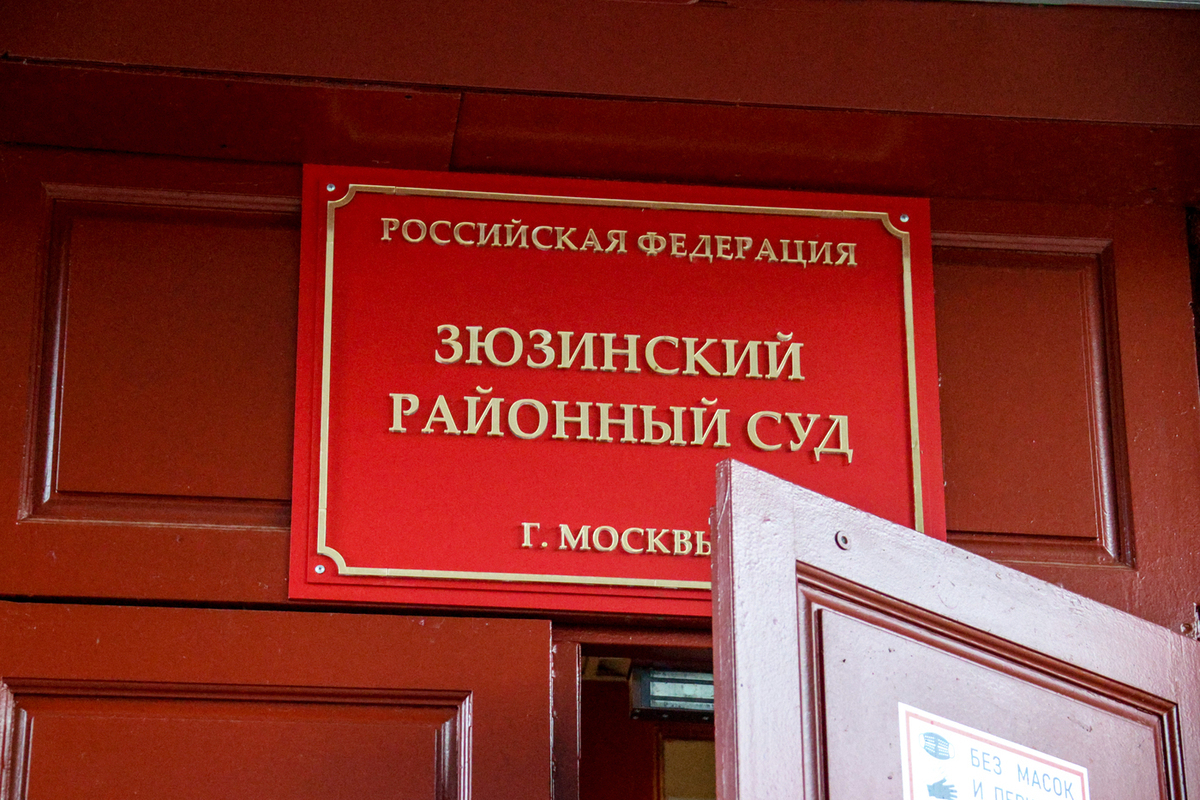 РОССИЙСКАЯ ФЕДЕРАЦИЯ
ЗЮЗИНСКИЙ
РАЙОННЫЙ СУД
Г. МОСКВЫ
БЕЗ МАСОК
И